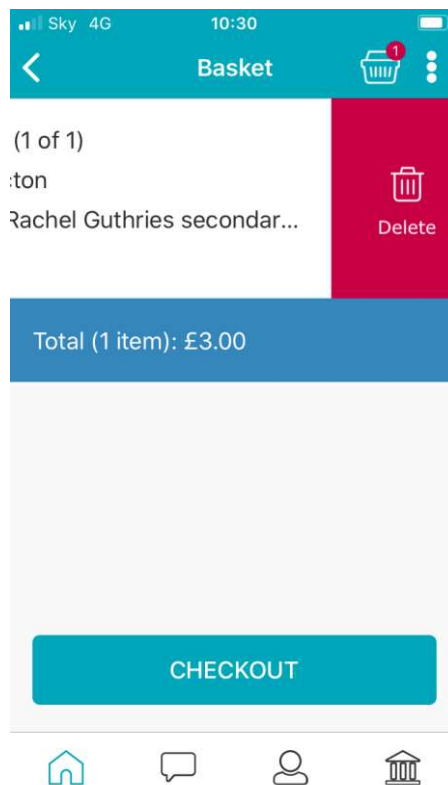 Sky 4G 10:30
Basket 1
(1 of 1)
:ton
Rachel Guthries secondar...
Delete
Total (1 item): £3.00
CHECKOUT